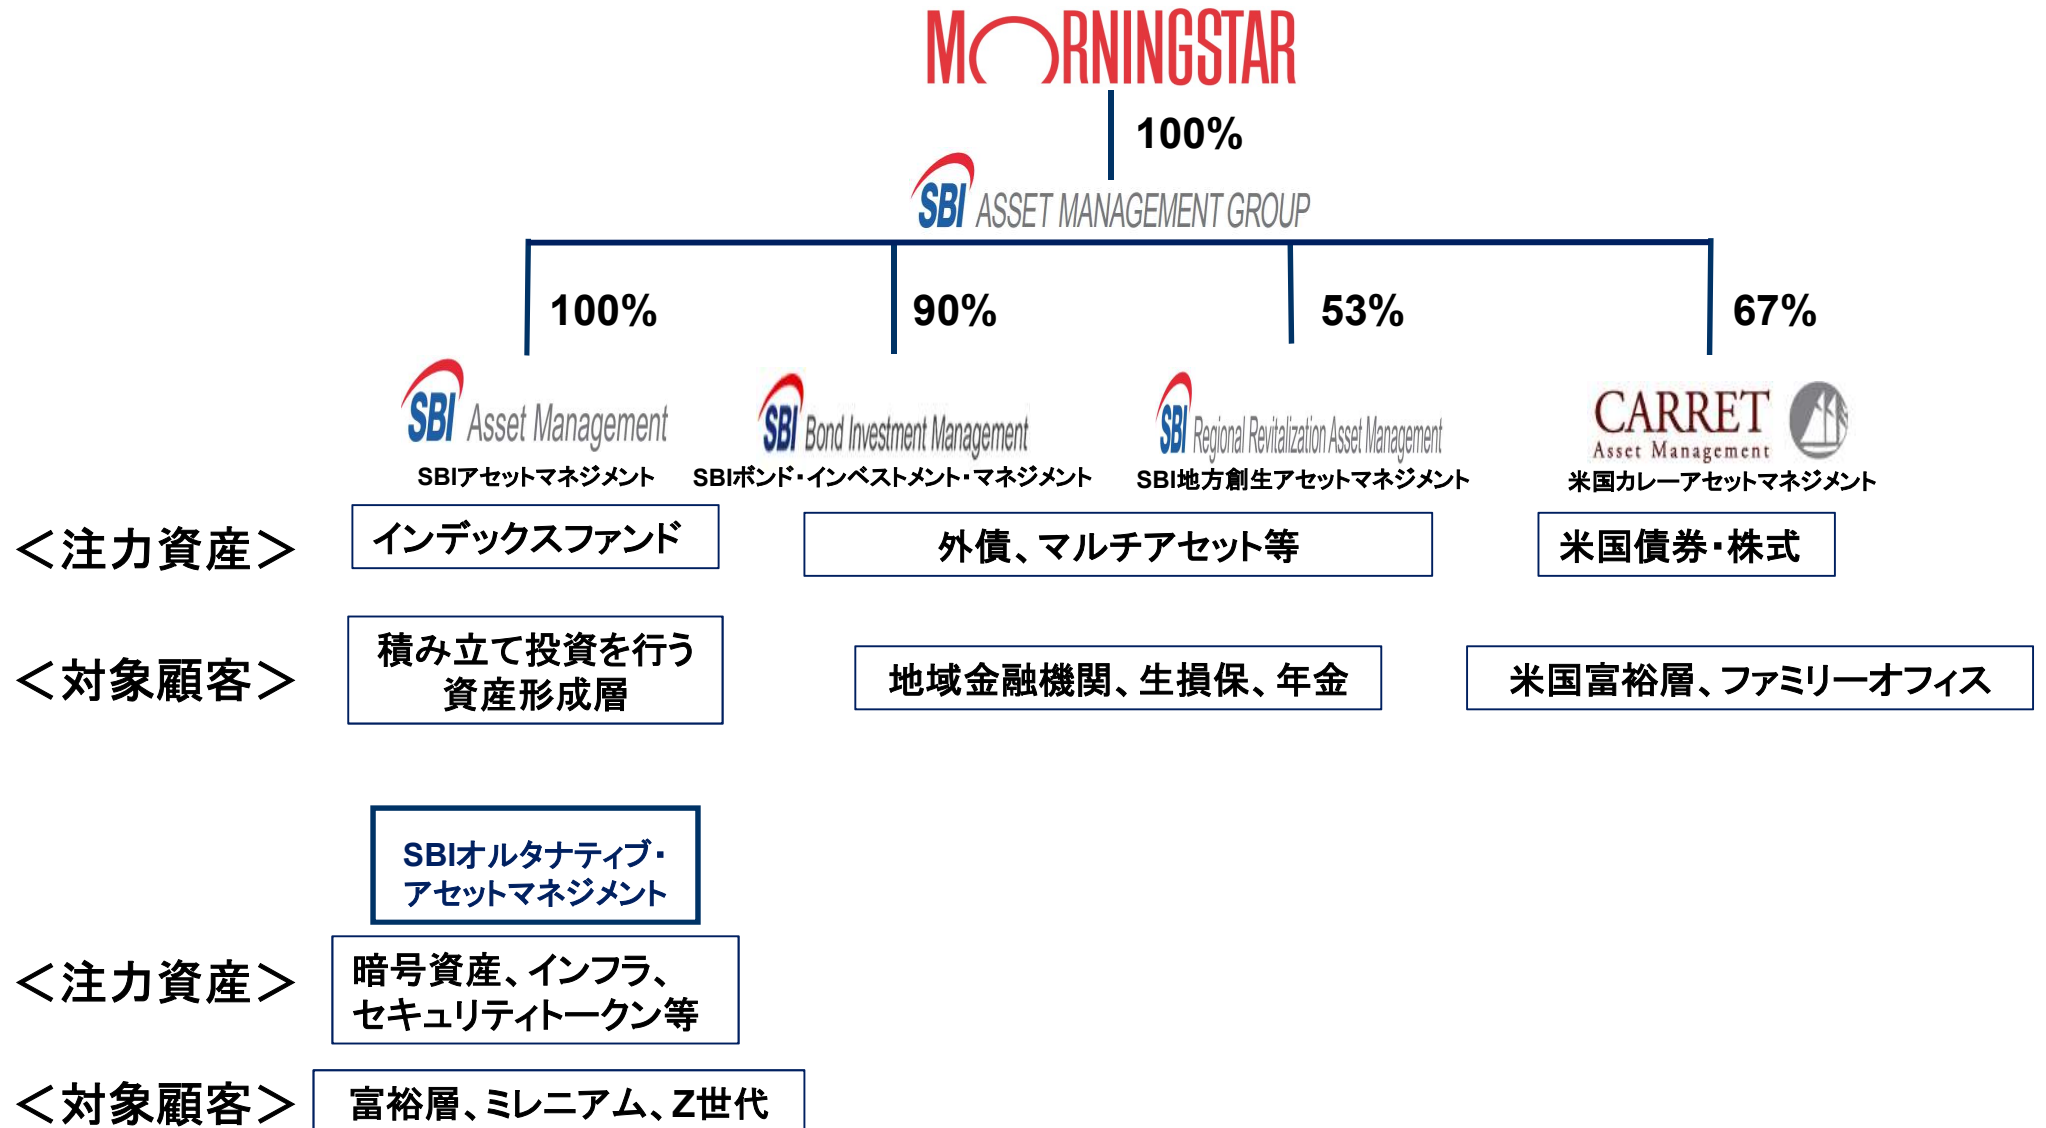 MORNINGSTAR
100%
SBI ASSET MANAGEMENT GROUP
100%
90%
53%
67%
SBI Asset Management
SBI Bond Investment Management
SBI Regional Revitalization Asset Management
CARRET
Asset Management
SBIアセットマネジメント
SBIボンド・インベストメント・マネジメント
SBI地方創生アセットマネジメント
米国カレーアセットマネジメント
＜注力資産＞
インデックスファンド
外債、マルチアセット等
米国債券・株式
＜対象顧客＞
積み立て投資を行う
資産形成層
地域金融機関、生損保、年金
米国富裕層、ファミリーオフィス
SBIオルタナティブ・
アセットマネジメント
＜注力資産＞
暗号資産、インフラ、
セキュリティトークン等
＜対象顧客＞
富裕層、ミレニアム、Z世代